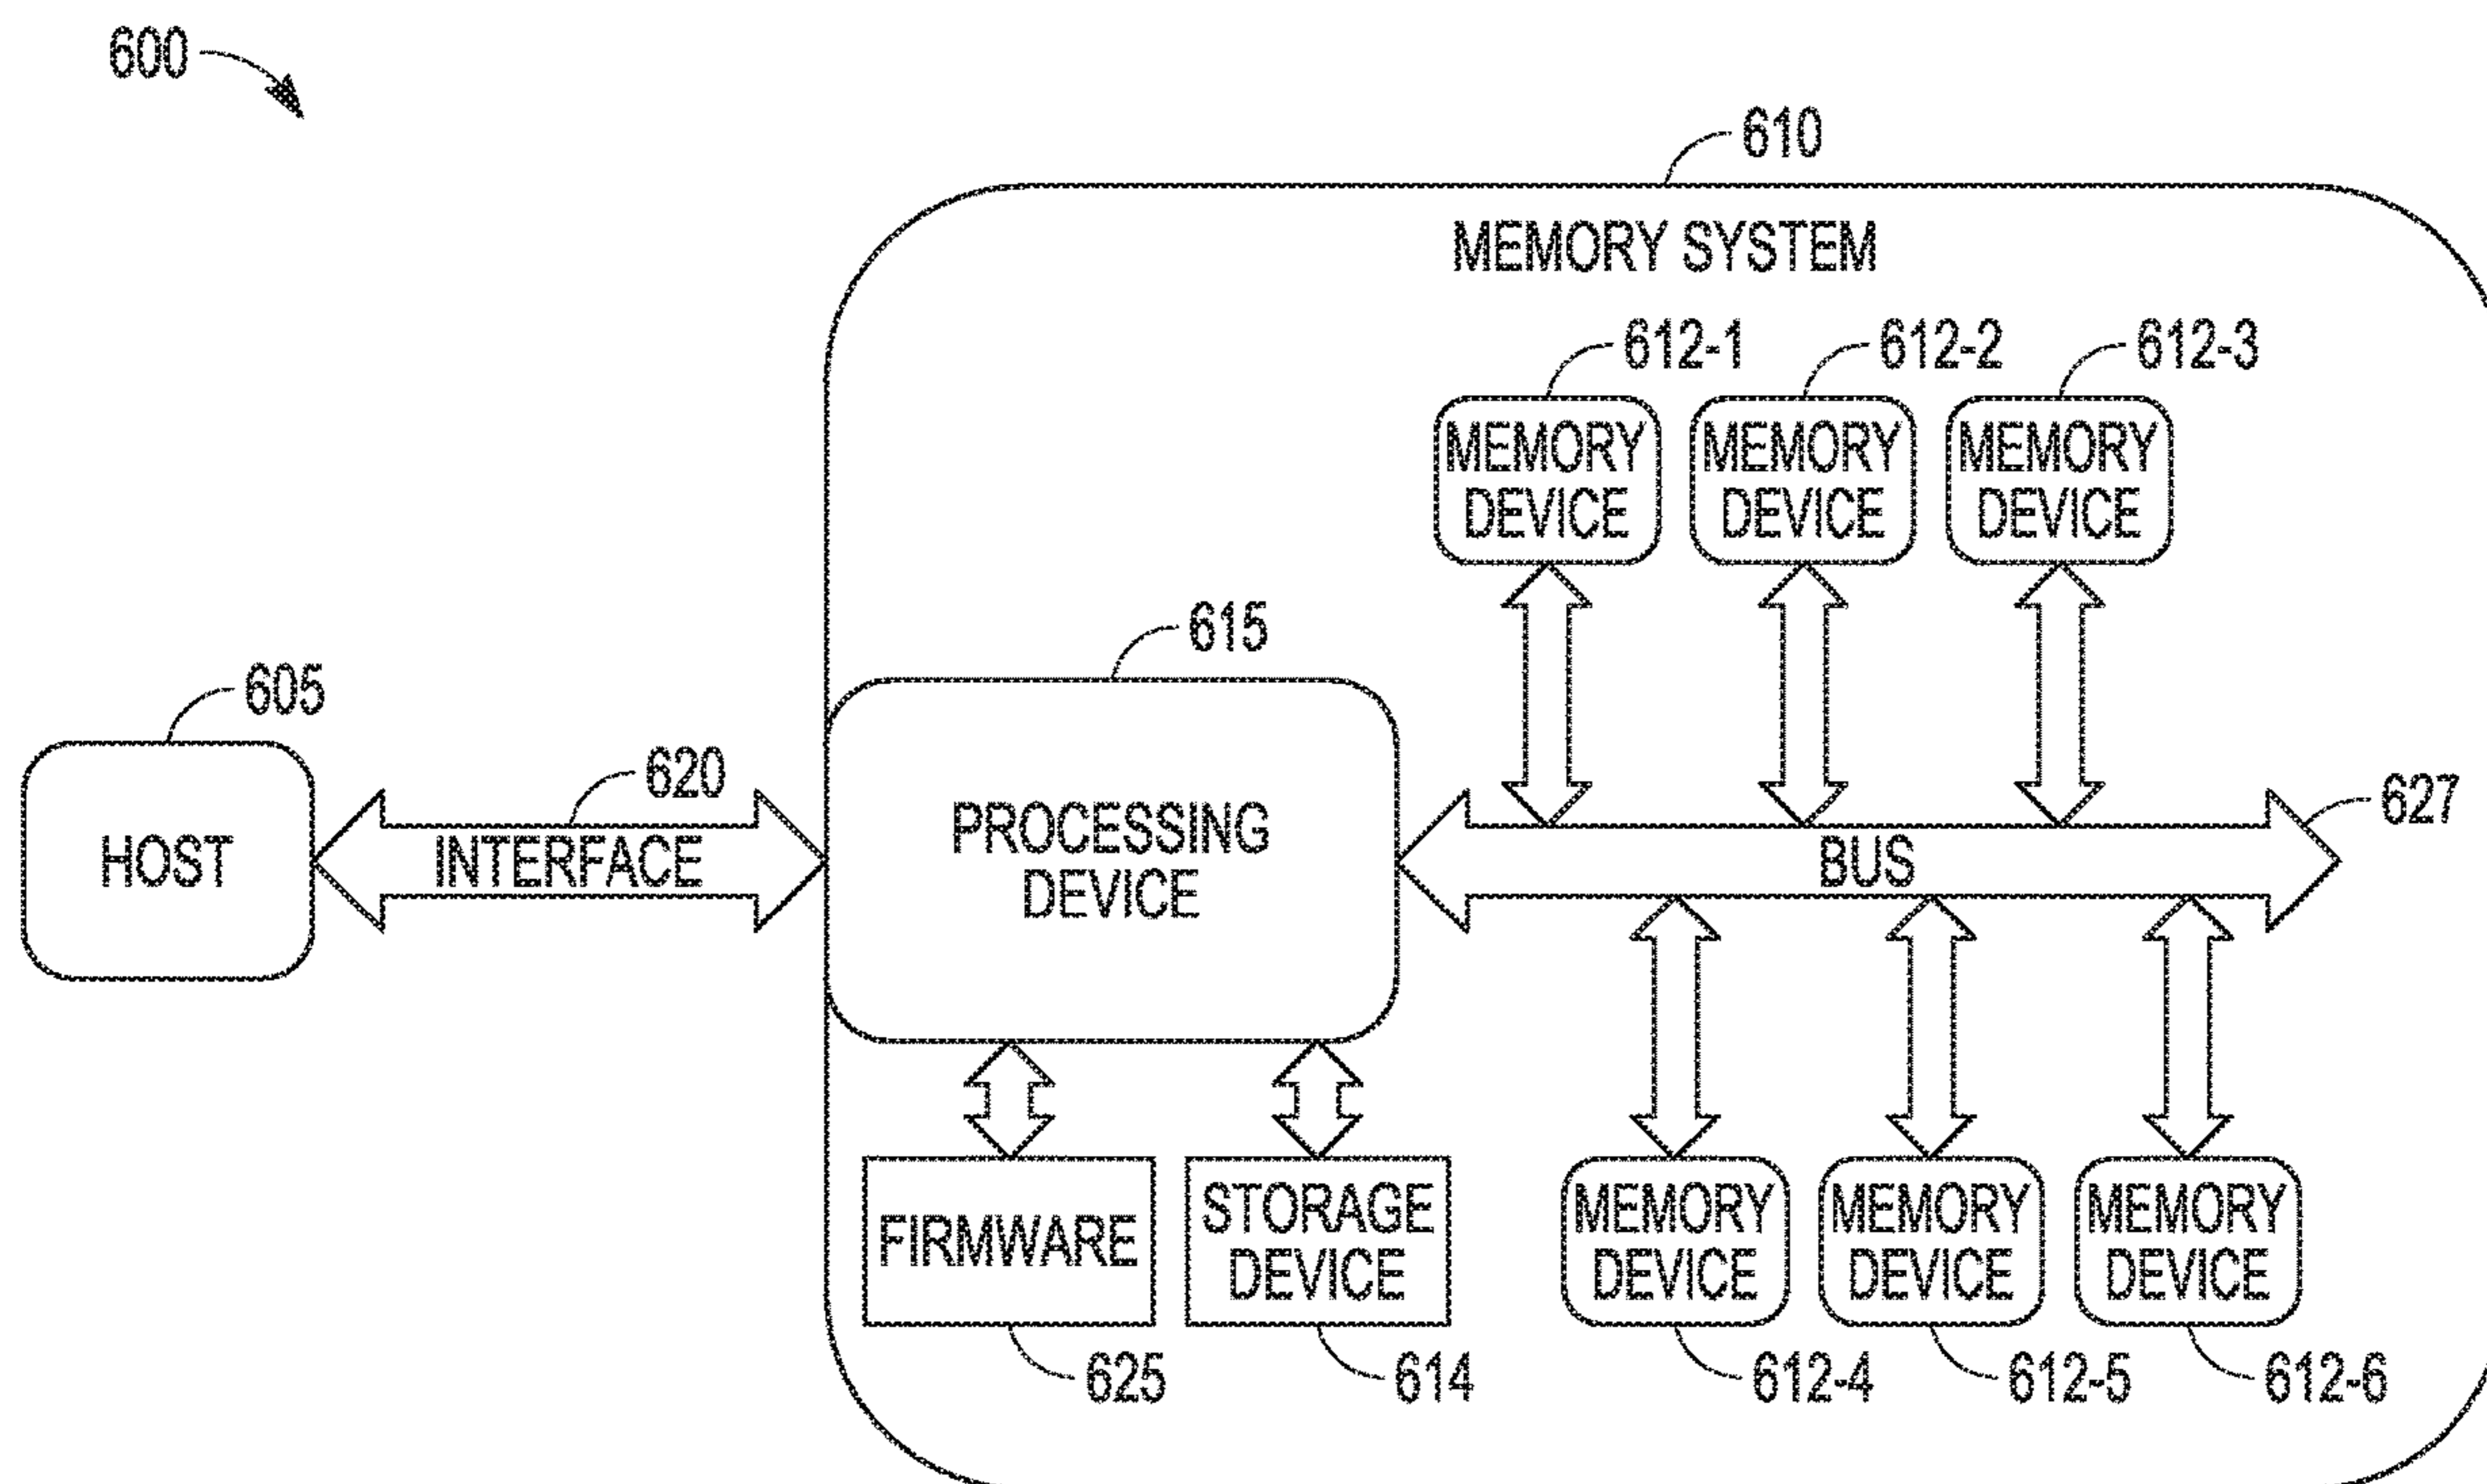 600
610
MEMORY SYSTEM
612-1
612-2
612-3
MEMORY
DEVICE
MEMORY
DEVICE
MEMORY
DEVICE
615
605
620
627
HOST
INTERFACE
PROCESSING
DEVICE
BUS
FIRMWARE
STORAGE
DEVICE
MEMORY
DEVICE
MEMORY
DEVICE
MEMORY
DEVICE
625
614
612-4
612-5
612-6